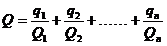 Q = q₁/Q₁ + q₂/Q₂ + ...... + qₙ/Qₙ